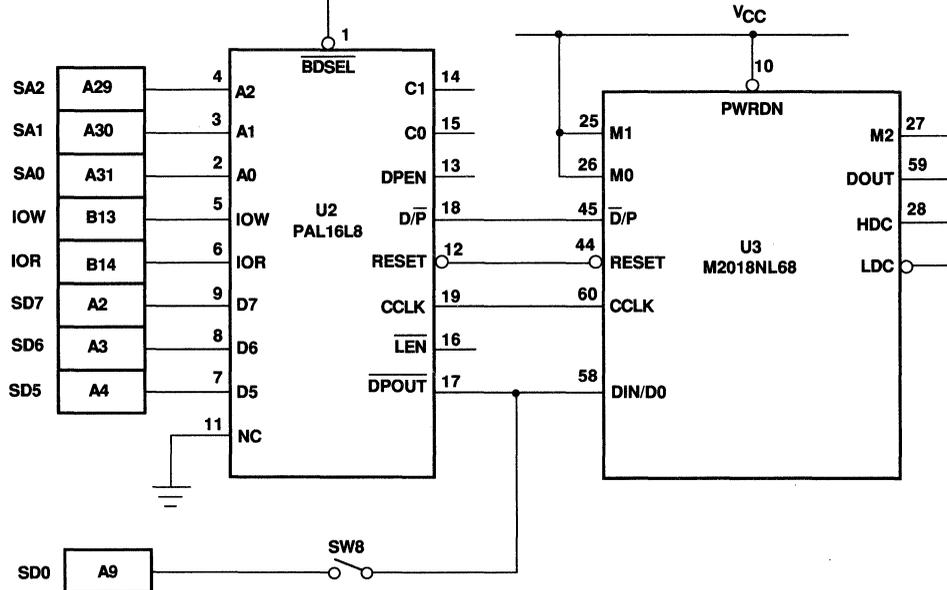 VCC
1
10
BDSEL
PWRDN
SA2 A29 4 A2 C1 14
SA1 A30 3 A1 C0 15 25 M1 M2 27
SA0 A31 2 A0 DPEN 13 26 M0 DOUT 59
IOW B13 5 IOW U2 D/P 18 45 D/P HDC 28
PAL16L8 U3
IOR B14 6 IOR RESET 12 44 RESET M2018NL68 LDC
SD7 A2 9 D7 CCLK 19 60 CCLK
SD6 A3 8 D6 LEN 16
SD5 A4 7 D5 DPOUT 17 58 DIN/D0
11 NC
SW8
SD0 A9